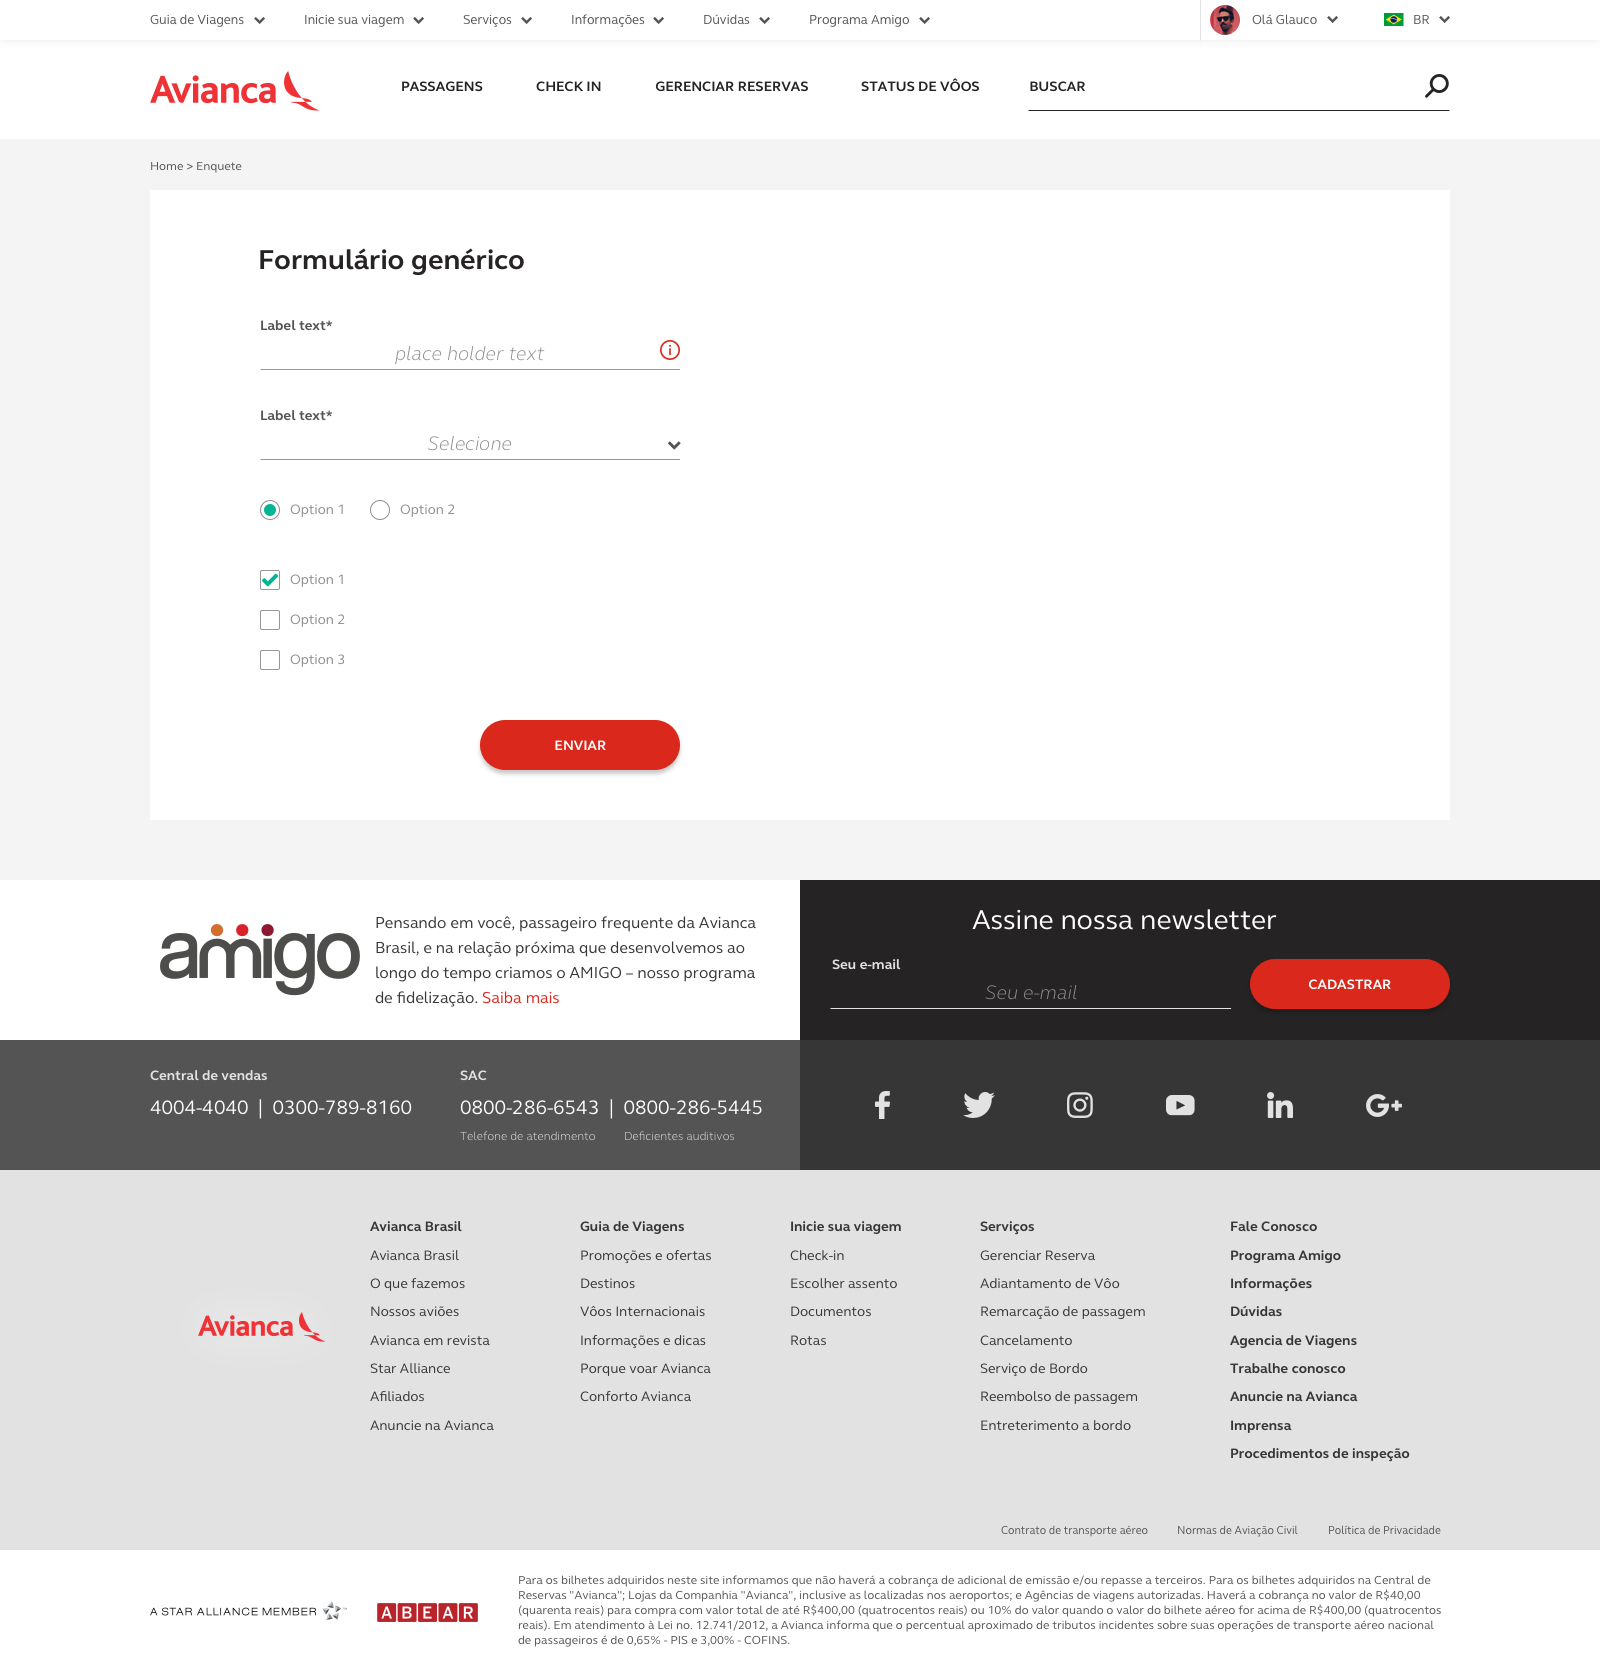 Guia de Viagens Inicie sua viagem Serviços Informações Dúvidas Programa Amigo Olá Glauco BR
Avianca PASSAGENS CHECK IN GERENCIAR RESERVAS STATUS DE VÔOS BUSCAR
Home > Enquete
Formulário genérico
Label text*
place holder text
Label text*
Selecione
Option 1 Option 2
Option 1
Option 2
Option 3
ENVIAR
amigo
Pensando em você, passageiro frequente da Avianca
Brasil, e na relação próxima que desenvolvemos ao
longo do tempo criamos o AMIGO – nosso programa
de fidelização. Saiba mais
Assine nossa newsletter
Seu e-mail
Seu e-mail
CADASTRAR
Central de vendas
4004-4040 | 0300-789-8160
SAC
0800-286-6543 | 0800-286-5445
Telefone de atendimento Deficientes auditivos
Avianca
Avianca Brasil
Avianca Brasil
O que fazemos
Nossos aviões
Avianca em revista
Star Alliance
Afiliados
Anuncie na Avianca
Guia de Viagens
Promoções e ofertas
Destinos
Vôos Internacionais
Informações e dicas
Porque voar Avianca
Conforto Avianca
Inicie sua viagem
Check-in
Escolher assento
Documentos
Rotas
Serviços
Gerenciar Reserva
Adiantamento de Vôo
Remarcação de passagem
Cancelamento
Serviço de Bordo
Reembolso de passagem
Entreterimento a bordo
Fale Conosco
Programa Amigo
Informações
Dúvidas
Agencia de Viagens
Trabalhe conosco
Anuncie na Avianca
Imprensa
Procedimentos de inspeção
Contrato de transporte aéreo Normas de Aviação Civil Política de Privacidade
A STAR ALLIANCE MEMBER
ABEAR
Para os bilhetes adquiridos neste site informamos que não haverá a cobrança de adicional de emissão e/ou repasse a terceiros. Para os bilhetes adquiridos na Central de
Reservas "Avianca"; Lojas da Companhia "Avianca", inclusive as localizadas nos aeroportos; e Agências de viagens autorizadas. Haverá a cobrança no valor de R$40,00
(quarenta reais) para compra com valor total de até R$400,00 (quatrocentos reais) ou 10% do valor quando o valor do bilhete aéreo for acima de R$400,00 (quatrocentos
reais). Em atendimento à Lei no. 12.741/2012, a Avianca informa que o percentual aproximado de tributos incidentes sobre suas operações de transporte aéreo nacional
de passageiros é de 0,65% - PIS e 3,00% - COFINS.